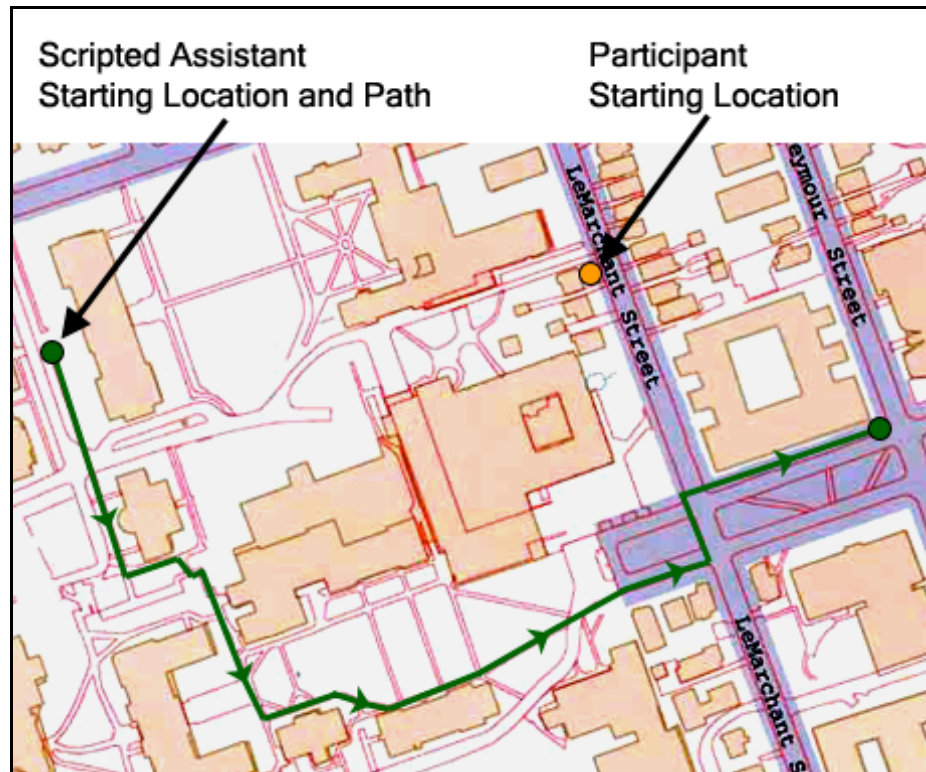 Scripted Assistant
Starting Location and Path
Participant
Starting Location
LeMarchant Street
eymour Street
LeMarchant S